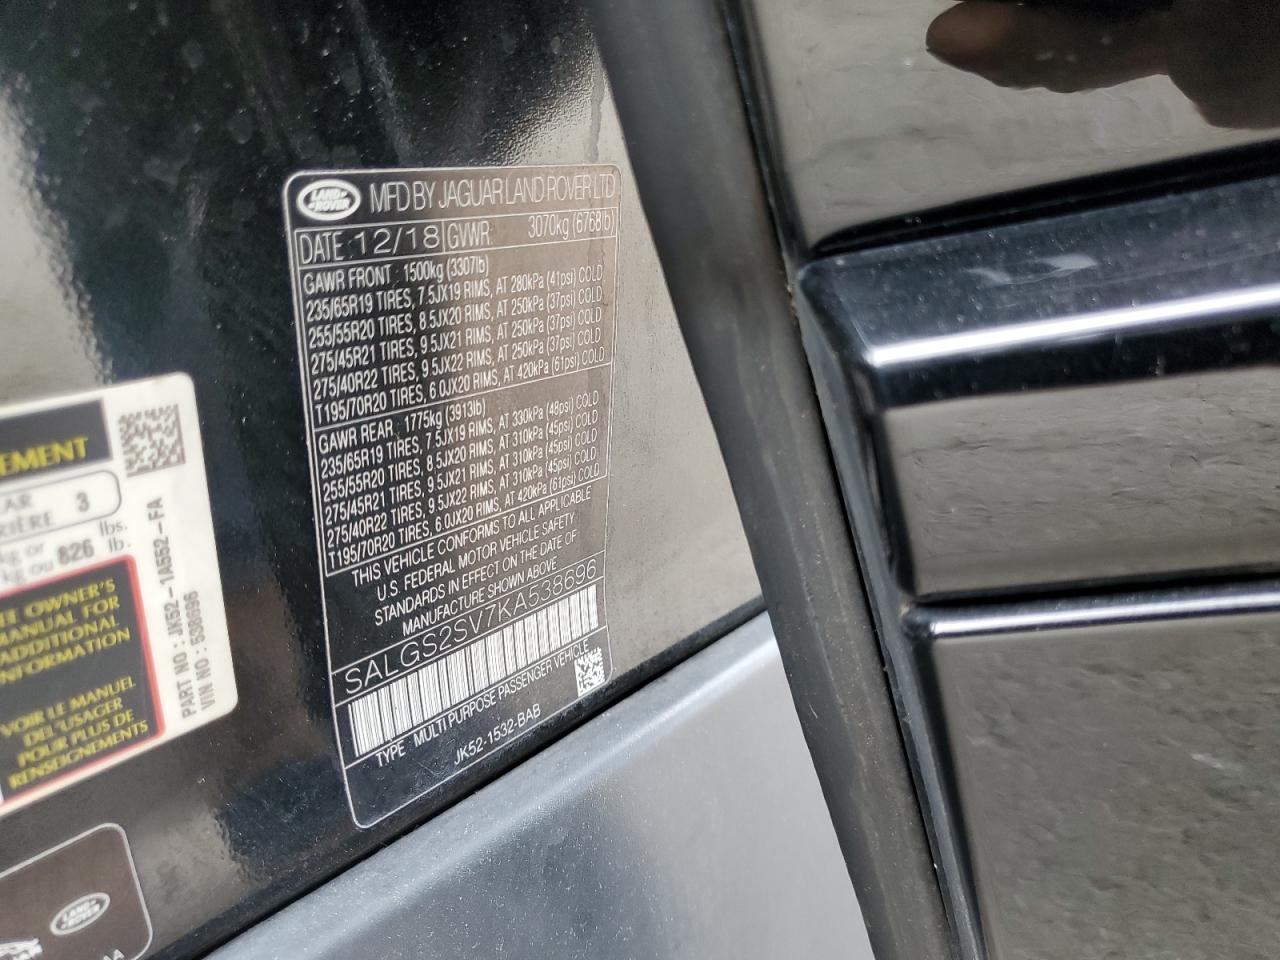 LAND ROVER
MFD BY JAGUAR LAND ROVER LTD
DATE: 12/18 GVWR: 3070kg (6768lb)
GAWR FRONT: 1500kg (3307lb)
235/65R19 TIRES, 7.5JX19 RIMS, AT 280kPa (41psi) COLD
255/55R20 TIRES, 8.5JX20 RIMS, AT 250kPa (37psi) COLD
275/45R21 TIRES, 9.5JX21 RIMS, AT 250kPa (37psi) COLD
275/40R22 TIRES, 9.5JX22 RIMS, AT 250kPa (37psi) COLD
T195/70R20 TIRES, 6.0JX20 RIMS, AT 420kPa (61psi) COLD
GAWR REAR: 1775kg (3913lb)
235/65R19 TIRES, 7.5JX19 RIMS, AT 330kPa (48psi) COLD
255/55R20 TIRES, 8.5JX20 RIMS, AT 310kPa (45psi) COLD
275/45R21 TIRES, 9.5JX21 RIMS, AT 310kPa (45psi) COLD
275/40R22 TIRES, 9.5JX22 RIMS, AT 310kPa (45psi) COLD
T195/70R20 TIRES, 6.0JX20 RIMS, AT 420kPa (61psi) COLD
THIS VEHICLE CONFORMS TO ALL APPLICABLE
U.S. FEDERAL MOTOR VEHICLE SAFETY
STANDARDS IN EFFECT ON THE DATE OF
MANUFACTURE SHOWN ABOVE
SALGS2SV7KA538696
TYPE: MULTI PURPOSE PASSENGER VEHICLE
JK52-1532-BAB
EMENT
AR
RIÈRE 3
kg or 826 lbs.
kg ou lb.
EE OWNER'S
MANUAL FOR
ADDITIONAL
INFORMATION
VOIR LE MANUEL
DE L'USAGER
POUR PLUS DE
RENSEIGNEMENTS
PART NO : JK52-1A552-FA
VIN NO : 538696
LAND ROVER
AA